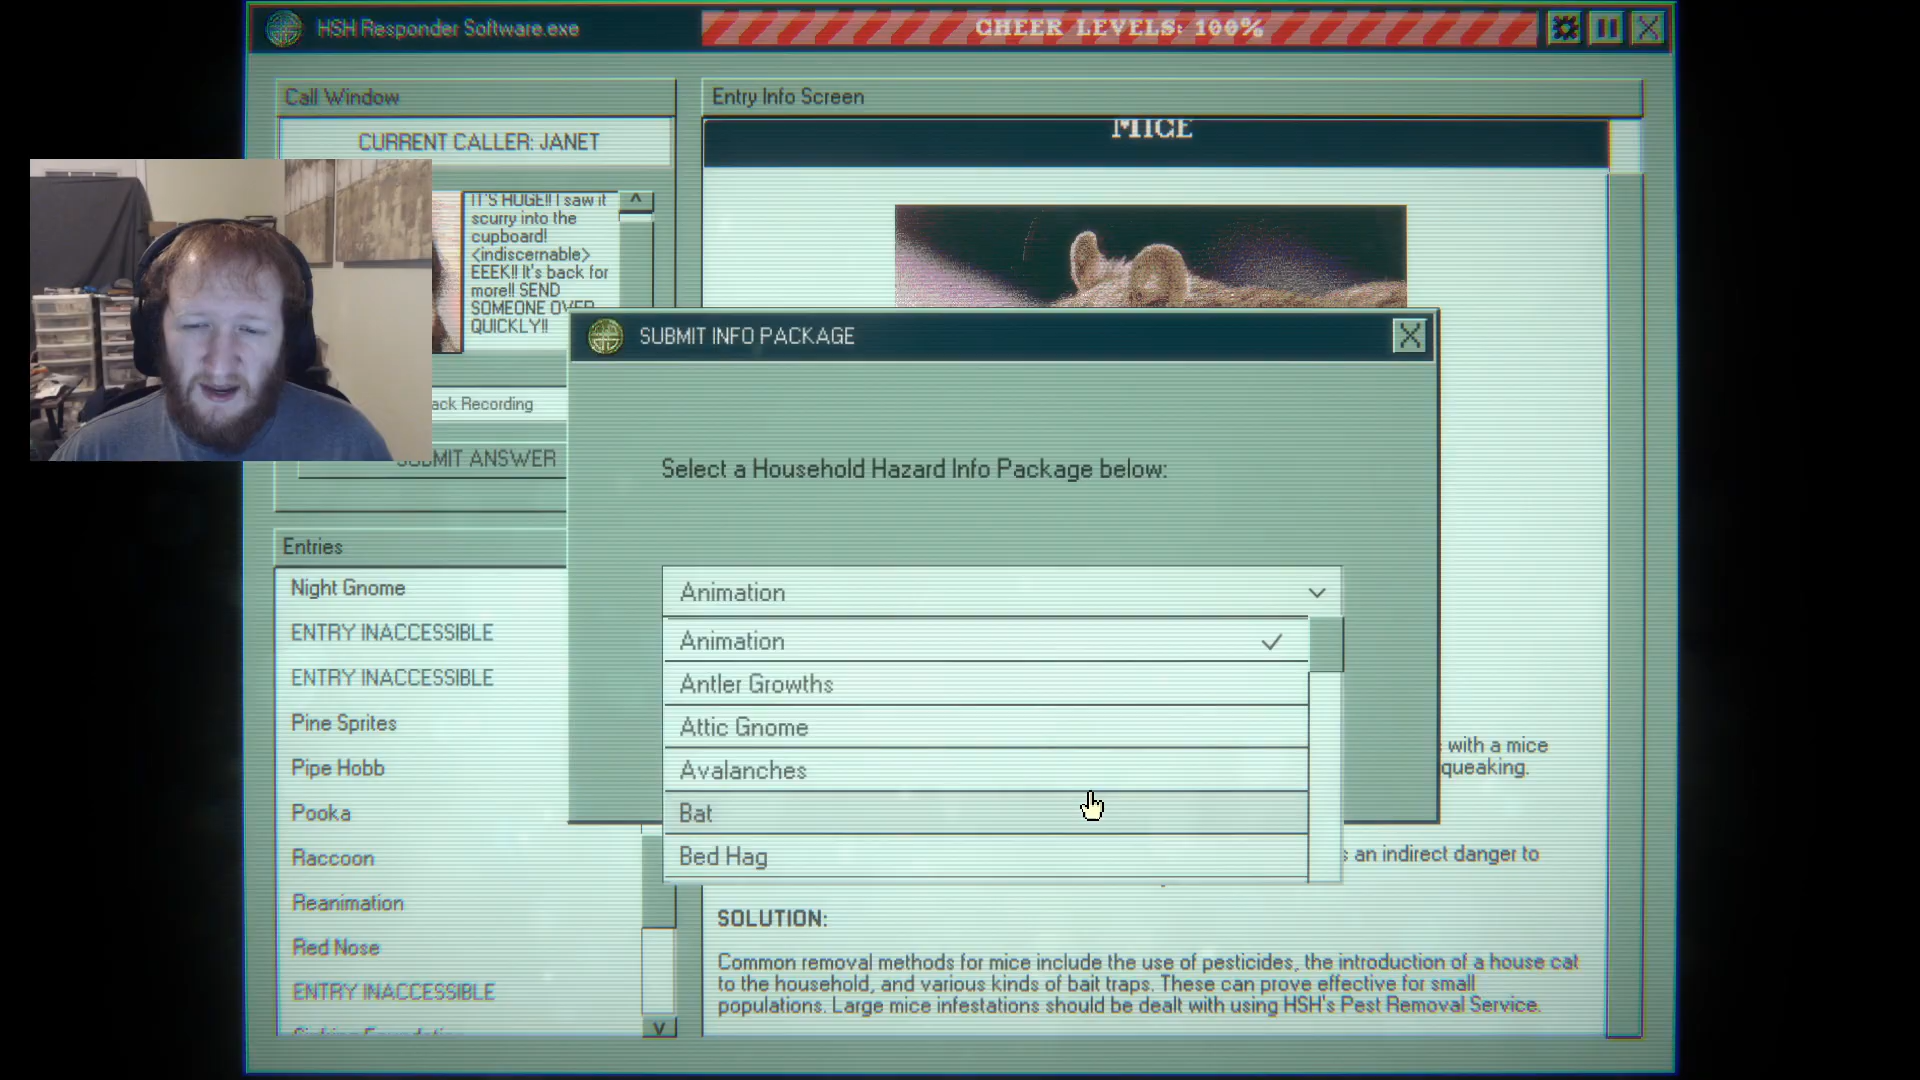 HSH Responder Software.exe
CHEER LEVELS: 100%
Call Window
CURRENT CALLER: JANET
IT'S HUGE!! I saw it
scurry into the
cupboard!
<indiscernable>
EEEK!! It's back for
more!! SEND
SOMEONE OVER
QUICKLY!!
ack Recording
SUBMIT ANSWER
Entries
Night Gnome
ENTRY INACCESSIBLE
ENTRY INACCESSIBLE
Pine Sprites
Pipe Hobb
Pooka
Raccoon
Reanimation
Red Nose
ENTRY INACCESSIBLE
Entry Info Screen
MICE
with a mice
queaking.
s an indirect danger to
SOLUTION:
Common removal methods for mice include the use of pesticides, the introduction of a house cat
to the household, and various kinds of bait traps. These can prove effective for small
populations. Large mice infestations should be dealt with using HSH's Pest Removal Service.
SUBMIT INFO PACKAGE
Select a Household Hazard Info Package below:
Animation
Animation
Antler Growths
Attic Gnome
Avalanches
Bat
Bed Hag